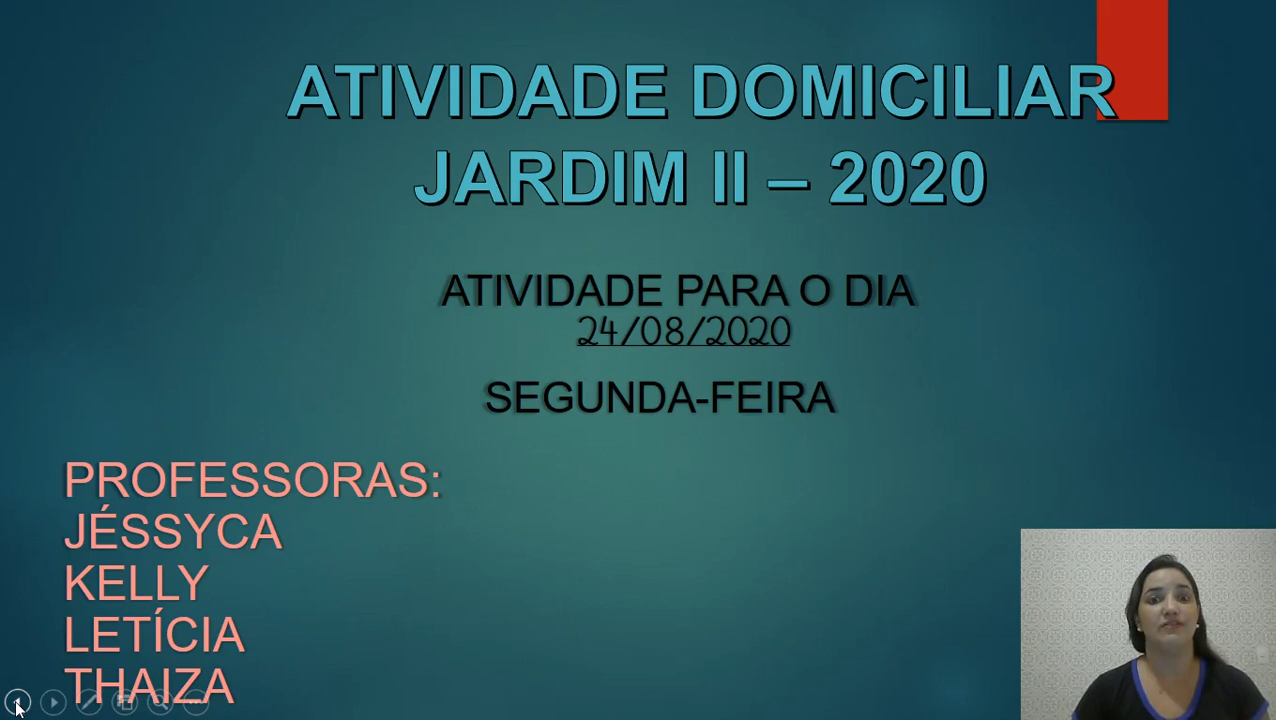 ATIVIDADE DOMICILIAR
JARDIM II – 2020
ATIVIDADE PARA O DIA
24/08/2020
SEGUNDA-FEIRA
PROFESSORAS:
JÉSSYCA
KELLY
LETÍCIA
THAIZA